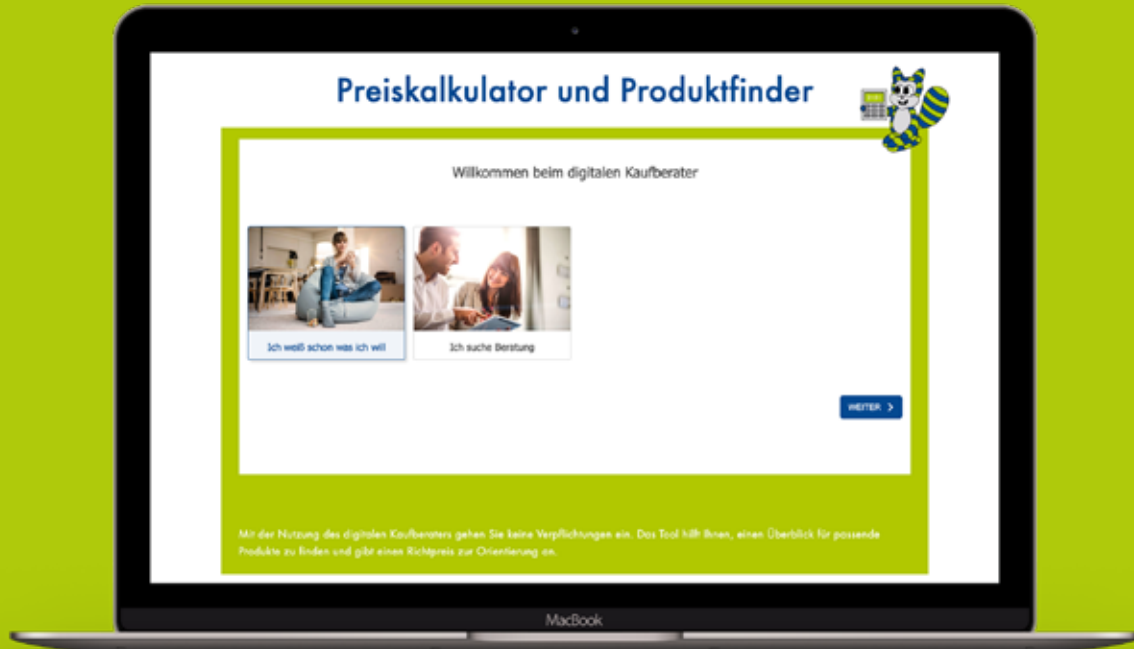 Preiskalkulator und Produktfinder
Willkommen beim digitalen Kaufberater
Ich weiß schon was ich will
Ich suche Beratung
WEITER >
Mit der Nutzung des digitalen Kaufberaters gehen Sie keine Verpflichtungen ein. Das Tool hilft Ihnen, einen Überblick für passende
Produkte zu finden und gibt einen Richtpreis zur Orientierung an.
MacBook